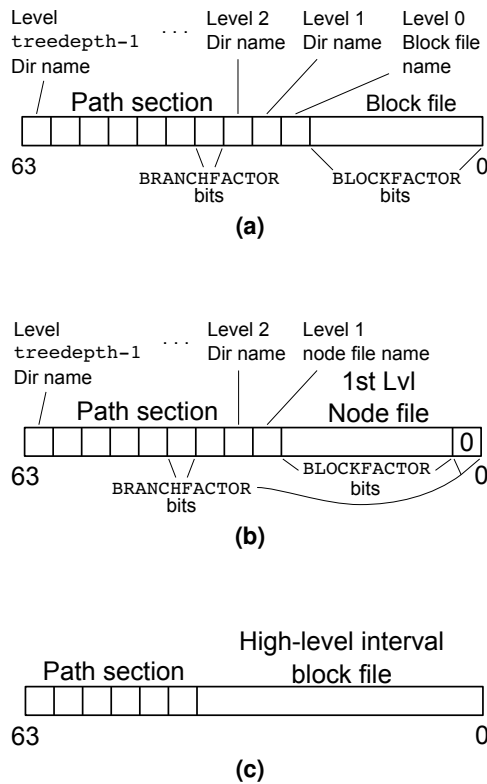 Level
treedepth-1
Dir name
...
Level 2
Dir name
Level 1
Dir name
Level 0
Block file
name
Path section
Block file
63
0
BRANCHFACTOR
bits
BLOCKFACTOR
bits
(a)
Level
treedepth-1
Dir name
...
Level 2
Dir name
Level 1
node file name
1st Lvl
Node file
Path section
0
63
0
BLOCKFACTOR
bits
BRANCHFACTOR
bits
(b)
High-level interval
block file
Path section
63
0
(c)